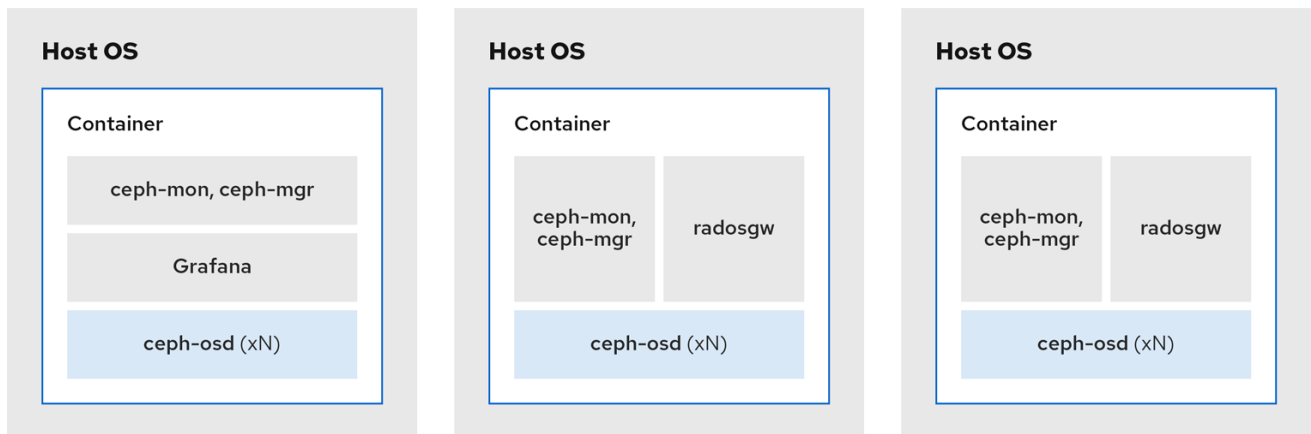 Host OS
Container
ceph-mon, ceph-mgr
Grafana
ceph-osd (xN)
Host OS
Container
ceph-mon,
ceph-mgr
radosgw
ceph-osd (xN)
Host OS
Container
ceph-mon,
ceph-mgr
radosgw
ceph-osd (xN)